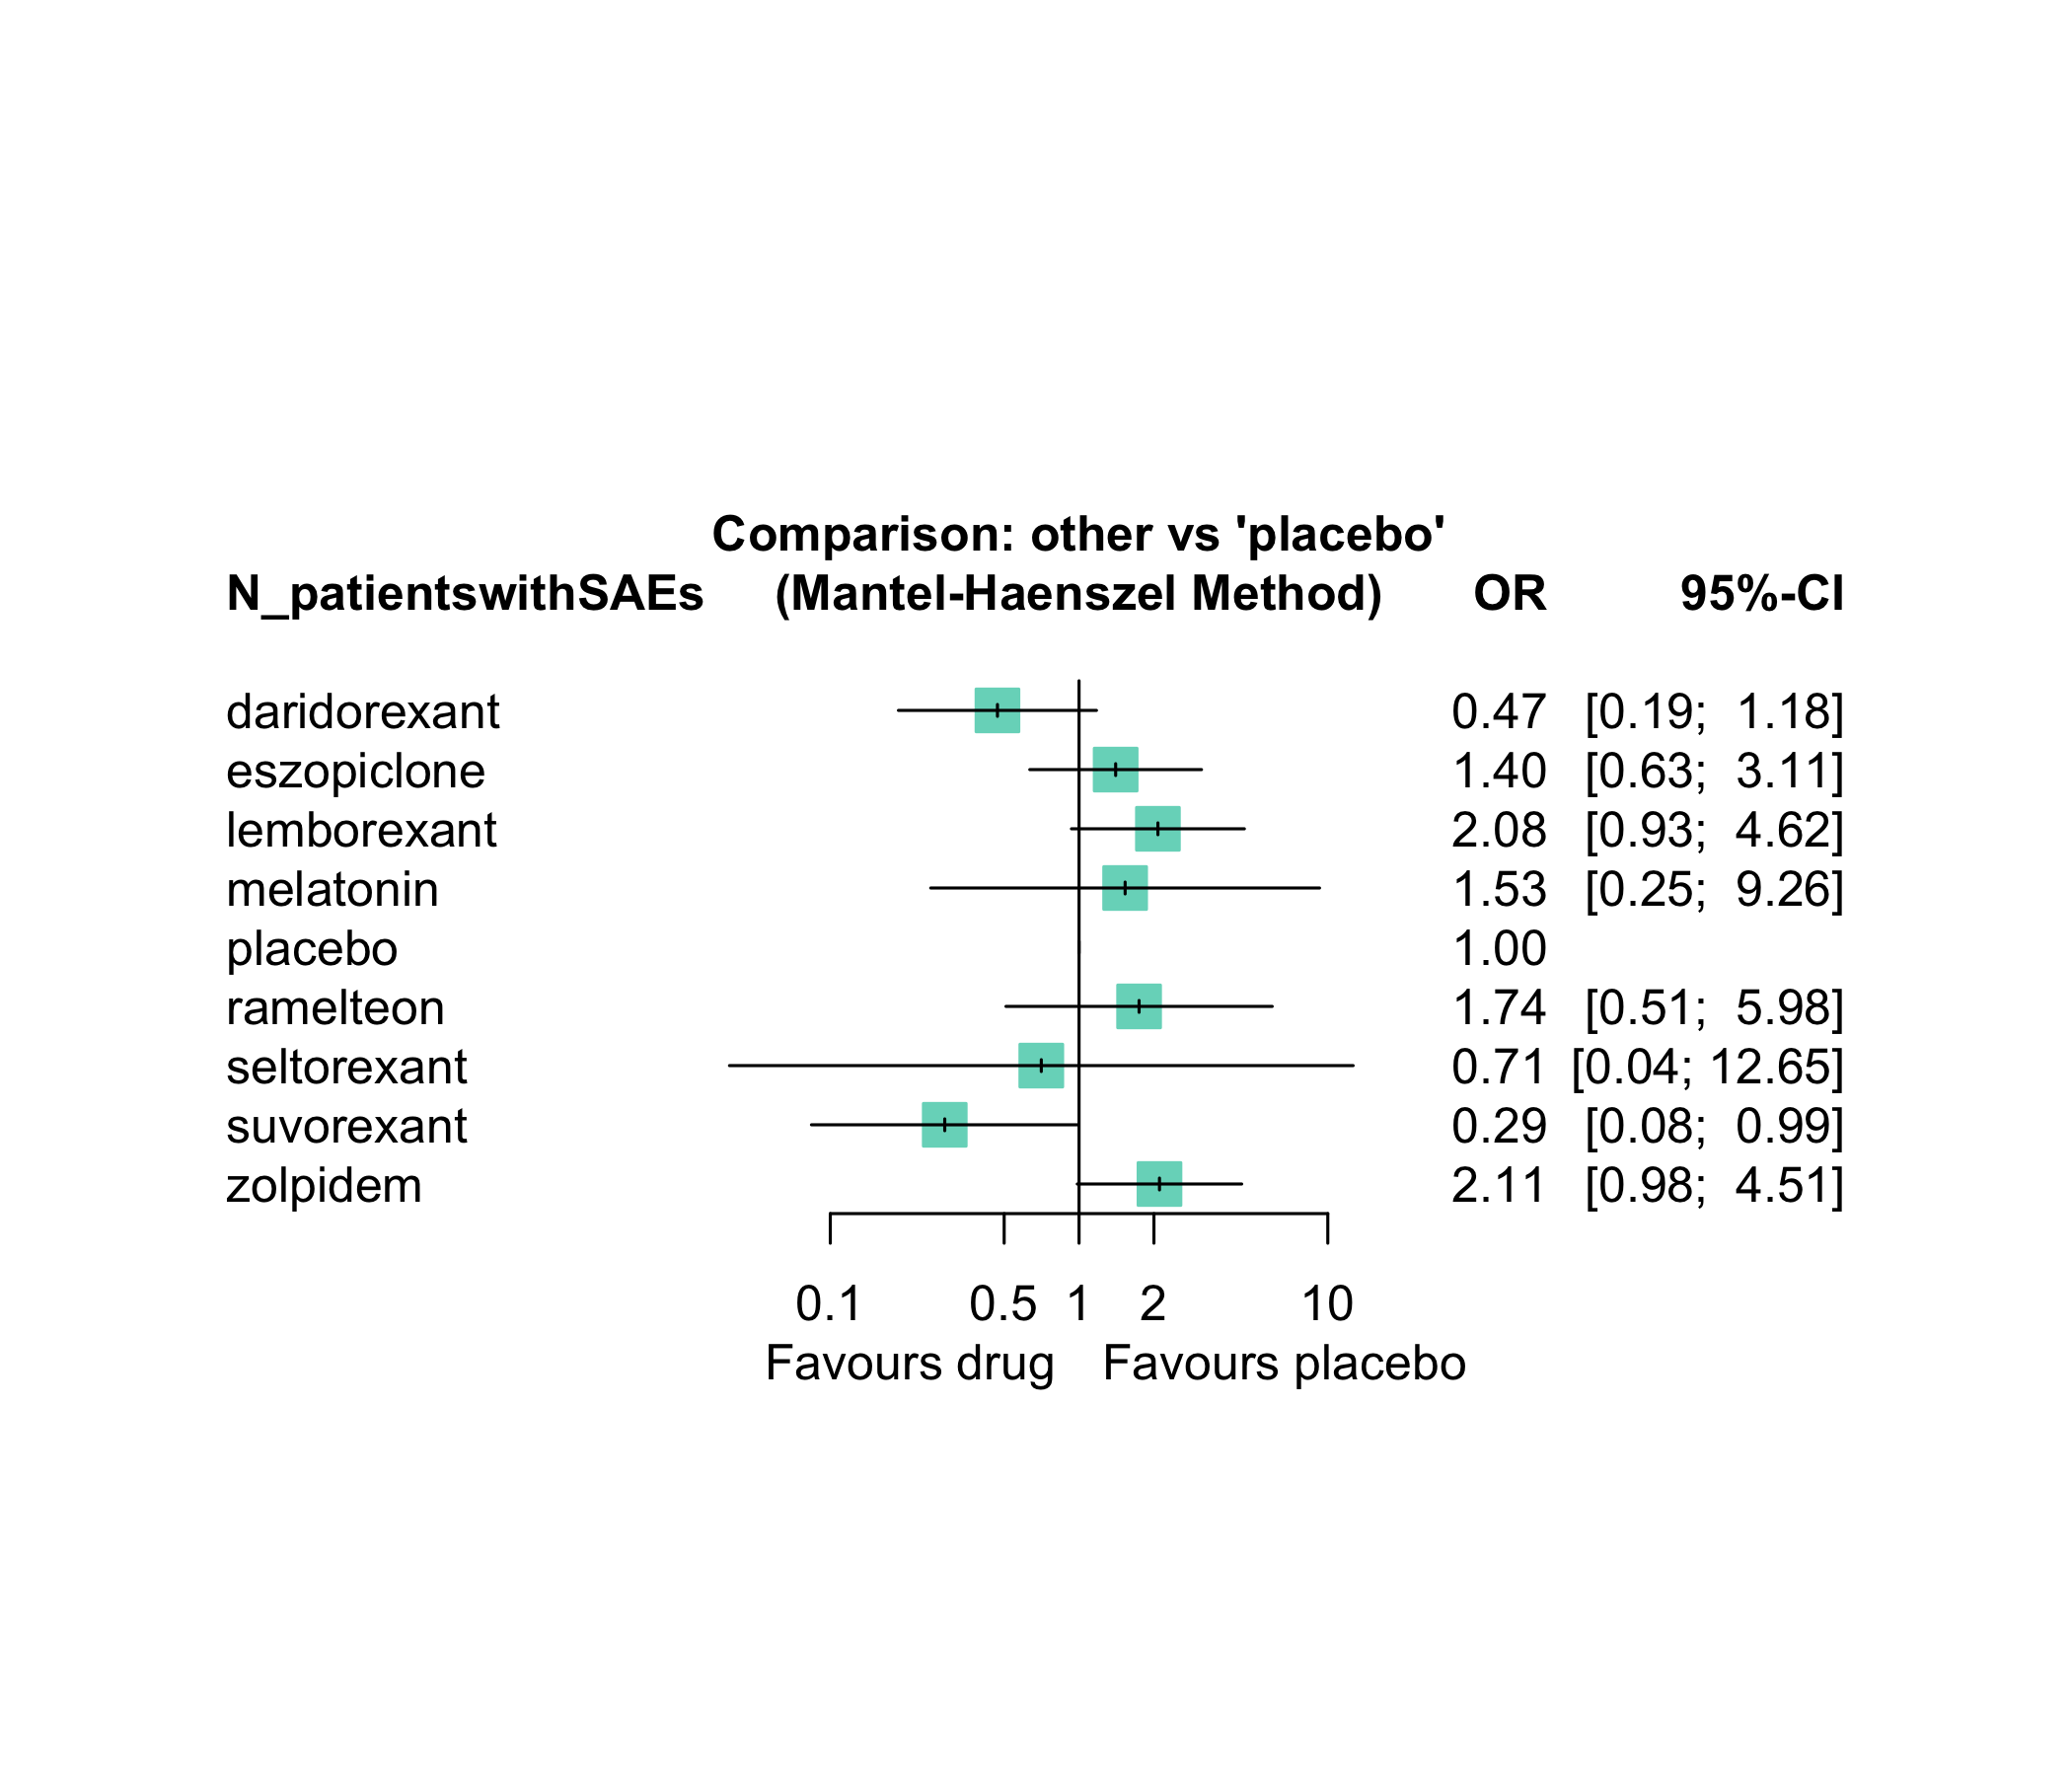 Comparison: other vs 'placebo'
N_patientswithSAEs (Mantel-Haenszel Method) OR 95%-CI
daridorexant 0.47 [0.19; 1.18]
eszopiclone 1.40 [0.63; 3.11]
lemborexant 2.08 [0.93; 4.62]
melatonin 1.53 [0.25; 9.26]
placebo 1.00
ramelteon 1.74 [0.51; 5.98]
seltorexant 0.71 [0.04; 12.65]
suvorexant 0.29 [0.08; 0.99]
zolpidem 2.11 [0.98; 4.51]
0.1 0.5 1 2 10
Favours drug Favours placebo